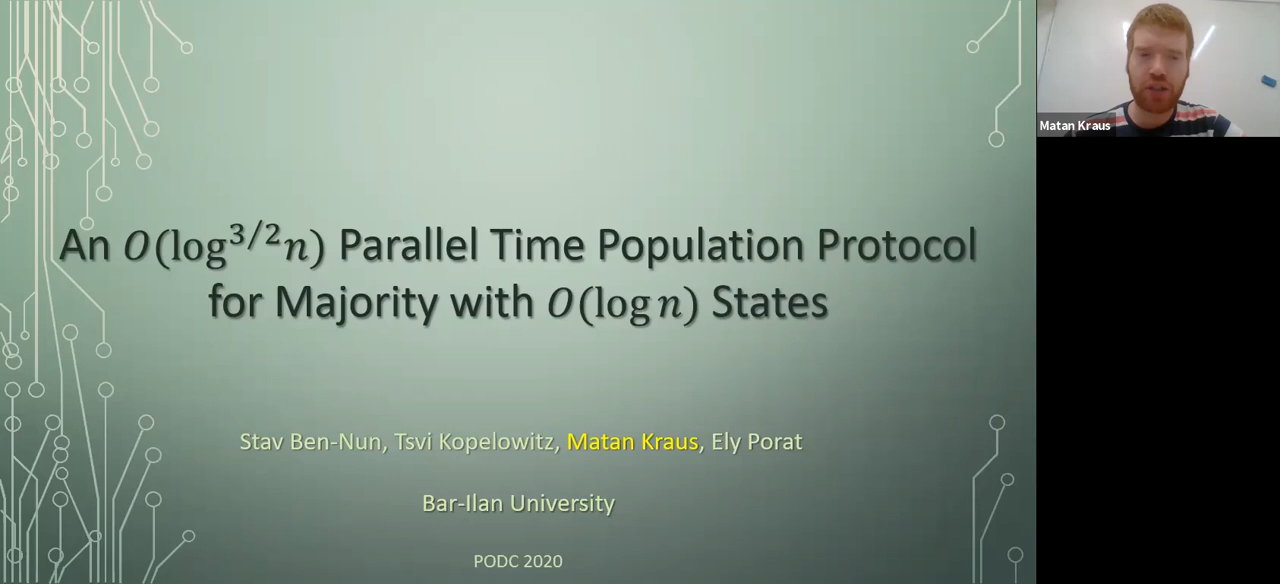 An O(log^{3/2} n) Parallel Time Population Protocol
for Majority with O(log n) States
Stav Ben-Nun, Tsvi Kopelowitz, Matan Kraus, Ely Porat
Bar-Ilan University
PODC 2020
Matan Kraus